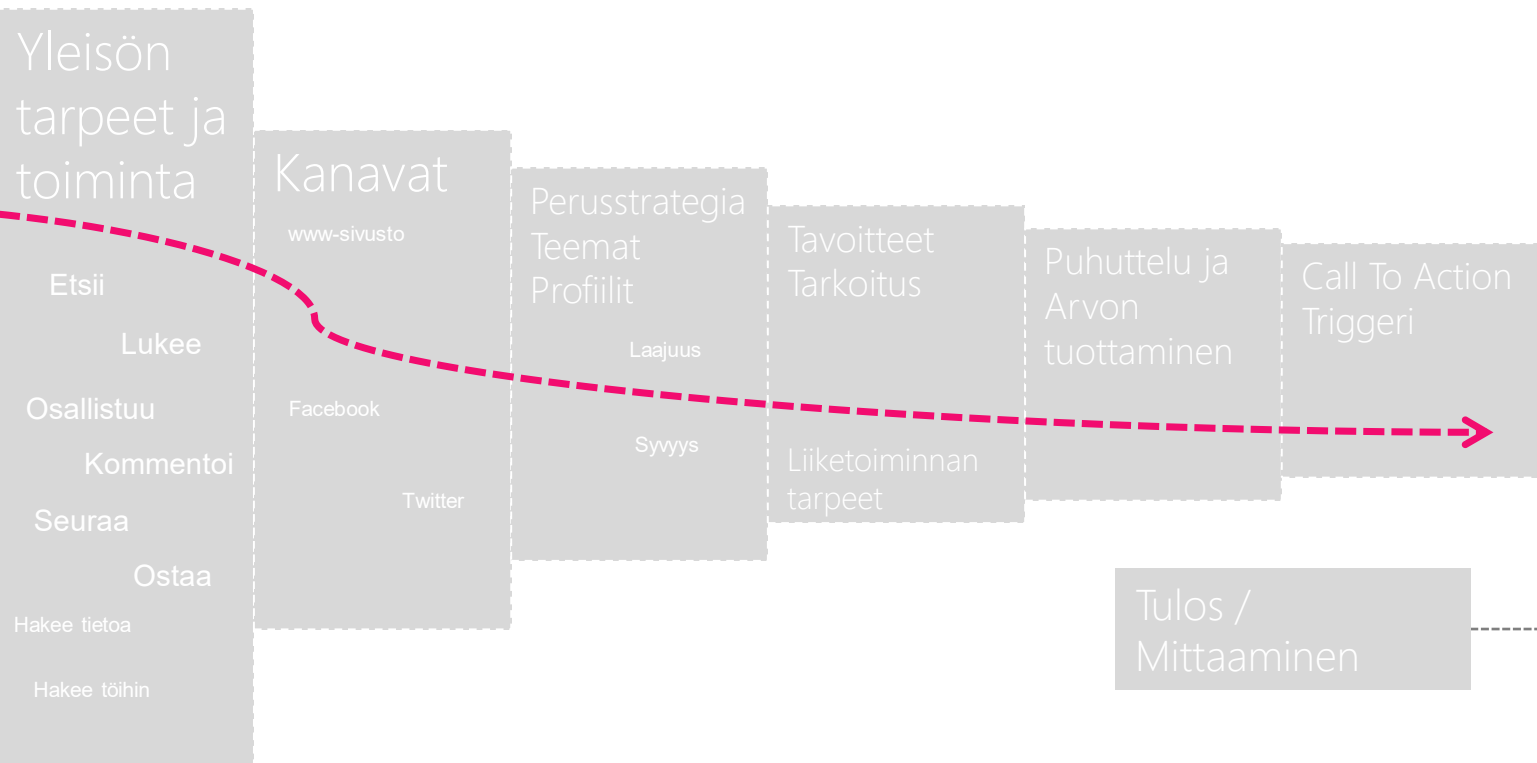 Yleisön
tarpeet ja
toiminta
Etsii
Lukee
Osallistuu
Kommentoi
Seuraa
Ostaa
Hakee tietoa
Hakee töihin
Kanavat
www-sivusto
Facebook
Twitter
Perusstrategia
Teemat
Profiilit
Laajuus
Syvyys
Tavoitteet
Tarkoitus
Liiketoiminnan
tarpeet
Puhuttelu ja
Arvon
tuottaminen
Call To Action
Triggeri
Tulos /
Mittaaminen